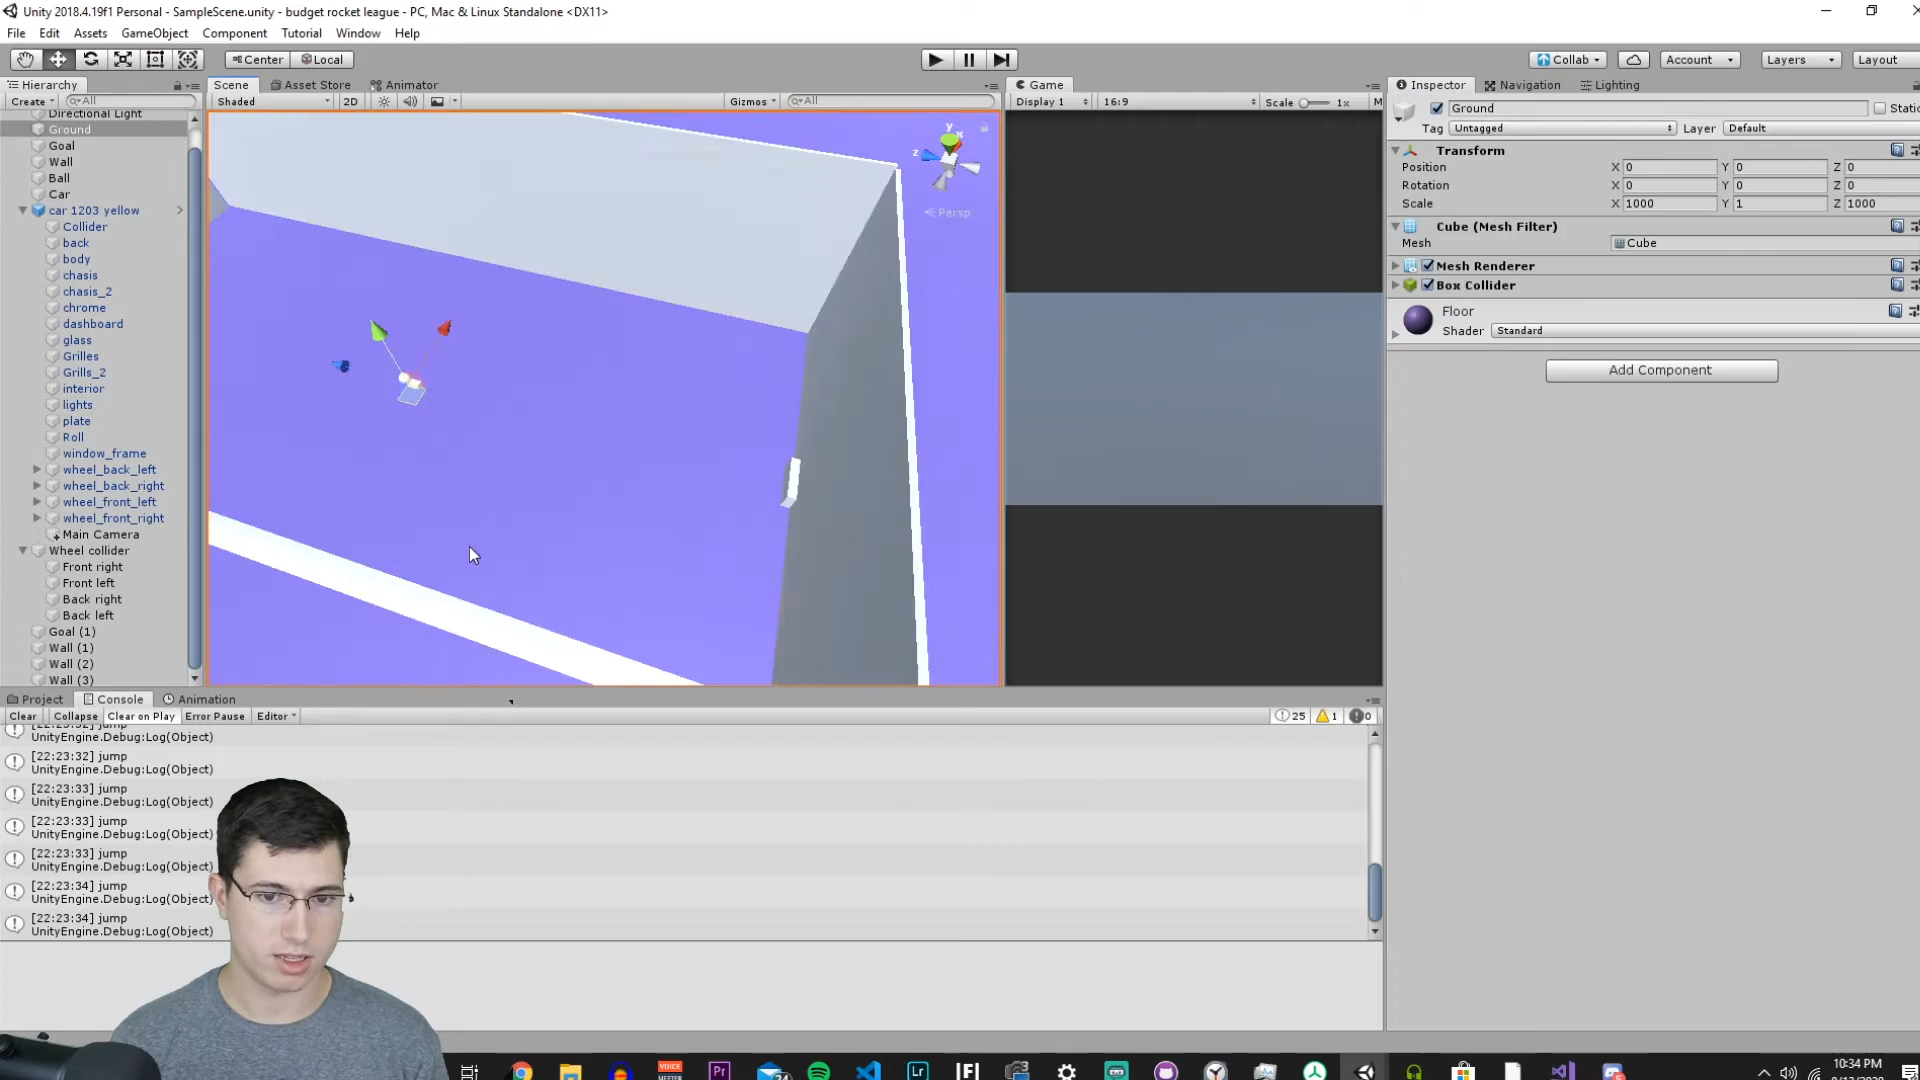 Unity 2018.4.19f1 Personal - SampleScene.unity - budget rocket league - PC, Mac & Linux Standalone <DX11>
File Edit Assets GameObject Component Tutorial Window Help
Center Local Collab Account Layers Layout
Hierarchy Scene Asset Store Animator Game Inspector Navigation Lighting
Create All Shaded 2D Gizmos All Display 1 16:9 Scale 1x M
Ground Static
Tag Untagged Layer Default
Transform
Position X 0 Y 0 Z 0
Rotation X 0 Y 0 Z 0
Scale X 1000 Y 1 Z 1000
Cube (Mesh Filter)
Mesh Cube
Mesh Renderer
Box Collider
Floor
Shader Standard
Add Component
y
x
z
Persp
Directional Light
Ground
Goal
Wall
Ball
Car
car 1203 yellow
Collider
back
body
chasis
chasis_2
chrome
dashboard
glass
Grilles
Grills_2
interior
lights
plate
Roll
window_frame
wheel_back_left
wheel_back_right
wheel_front_left
wheel_front_right
Main Camera
Wheel collider
Front right
Front left
Back right
Back left
Goal (1)
Wall (1)
Wall (2)
Wall (3)
Project Console Animation
Clear Collapse Clear on Play Error Pause Editor 25 1 0
UnityEngine.Debug:Log(Object)
[22:23:32] jump
UnityEngine.Debug:Log(Object)
[22:23:33] jump
UnityEngine.Debug:Log(Object)
[22:23:33] jump
UnityEngine.Debug:Log(Object)
[22:23:33] jump
UnityEngine.Debug:Log(Object)
[22:23:34] jump
UnityEngine.Debug:Log(Object)
[22:23:34] jump
UnityEngine.Debug:Log(Object)
VOICE
Pr
Lr
10:34 PM